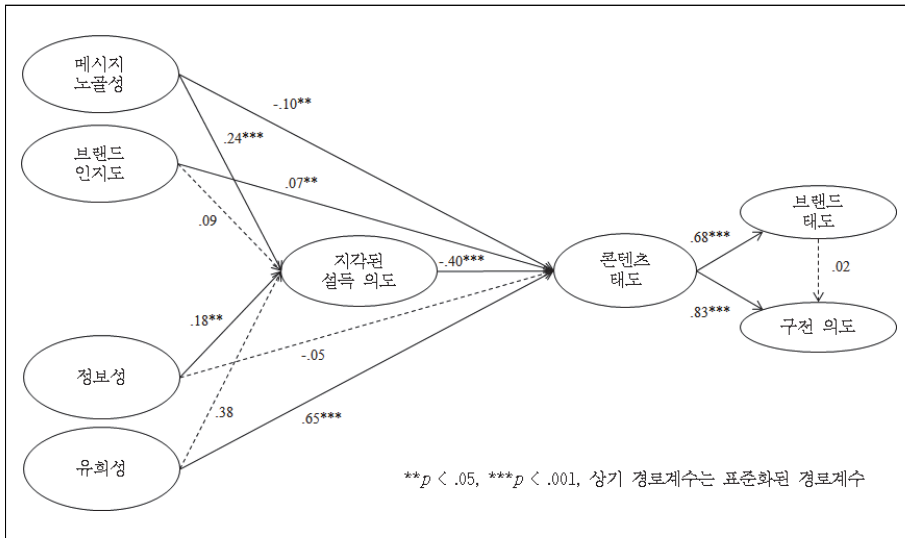 메시지
노골성
-.10**
.24***
브랜드
인지도
.07**
.09
브랜드
태도
.68***
지각된
설득 의도
-.40***
콘텐츠
태도
.02
.18**
-.05
.83***
구전 의도
정보성
.38
.65***
유희성
**p < .05, ***p < .001, 상기 경로계수는 표준화된 경로계수